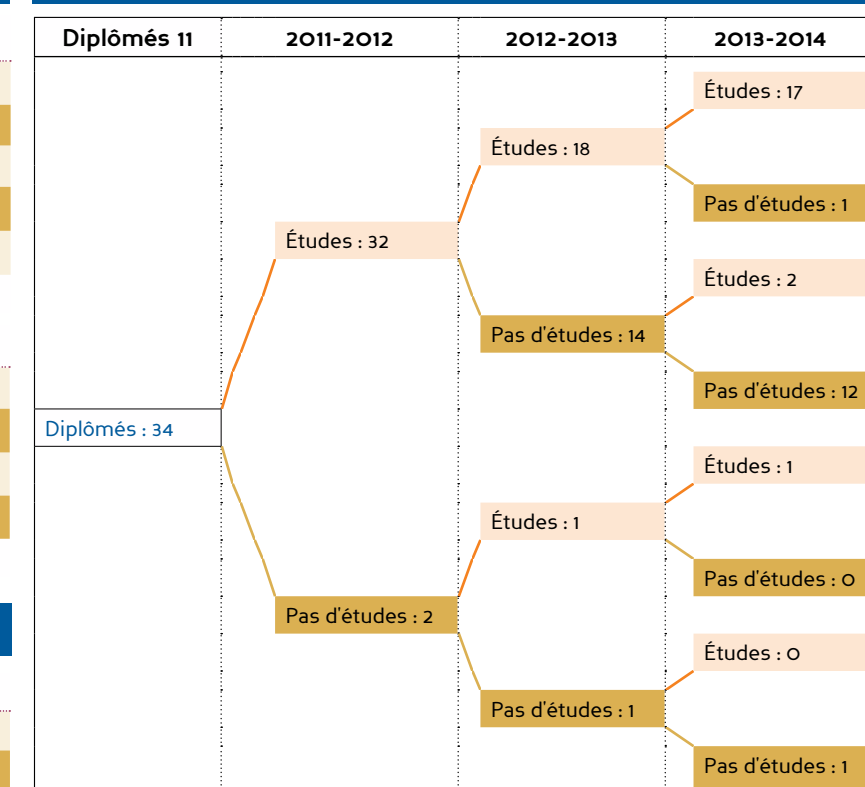 Diplômés 11 2011-2012 2012-2013 2013-2014
Études : 17
Études : 18
Pas d'études : 1
Études : 32
Études : 2
Pas d'études : 14
Pas d'études : 12
Diplômés : 34
Études : 1
Études : 1
Pas d'études : 0
Pas d'études : 2
Études : 0
Pas d'études : 1
Pas d'études : 1